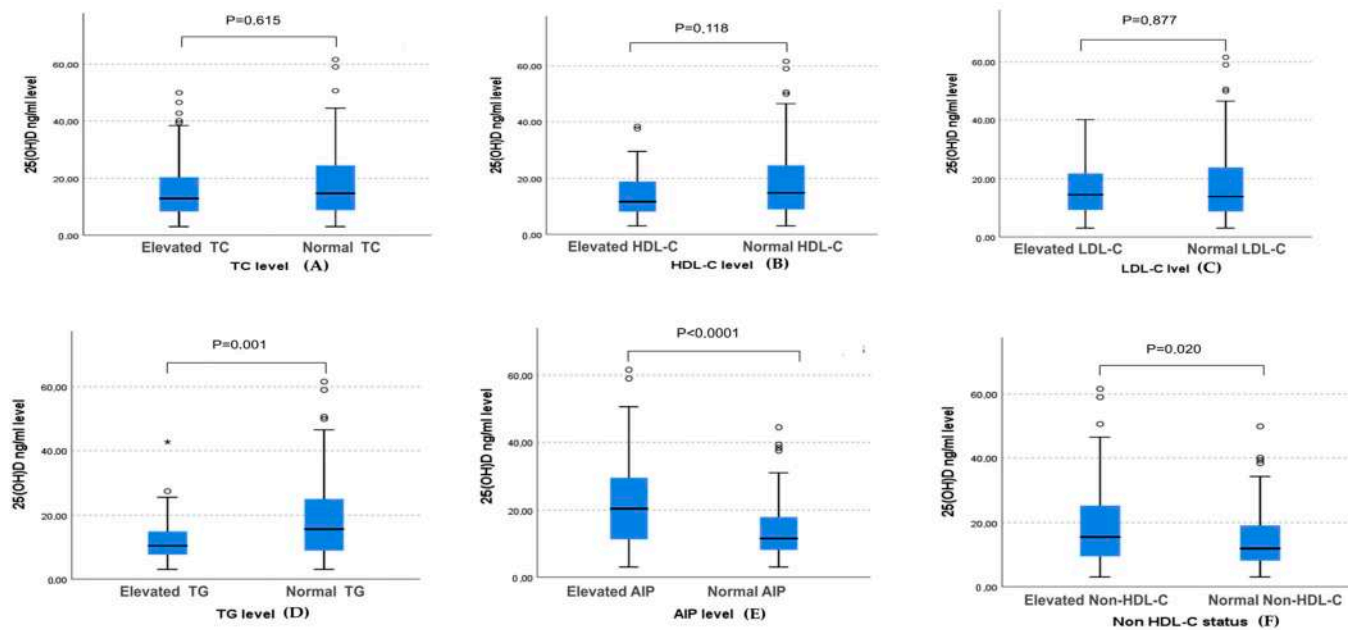 P=0.615
25(OH)D ng/ml level
60.00
40.00
20.00
0.00
Elevated TC
Normal TC
TC level (A)
P=0.118
25(OH)D ng/ml level
60.00
40.00
20.00
0.00
Elevated HDL-C
Normal HDL-C
HDL-C level (B)
P=0.877
25(OH)D ng/ml level
60.00
40.00
20.00
0.00
Elevated LDL-C
Normal LDL-C
LDL-C lvel (C)
P=0.001
25(OH)D ng/ml level
60.00
40.00
20.00
0.00
Elevated TG
Normal TG
TG level (D)
P<0.0001
25(OH)D ng/ml level
60.00
40.00
20.00
0.00
Elevated AIP
Normal AIP
AIP level (E)
P=0.020
25(OH)D ng/ml level
60.00
40.00
20.00
0.00
Elevated Non-HDL-C
Normal Non-HDL-C
Non HDL-C status (F)